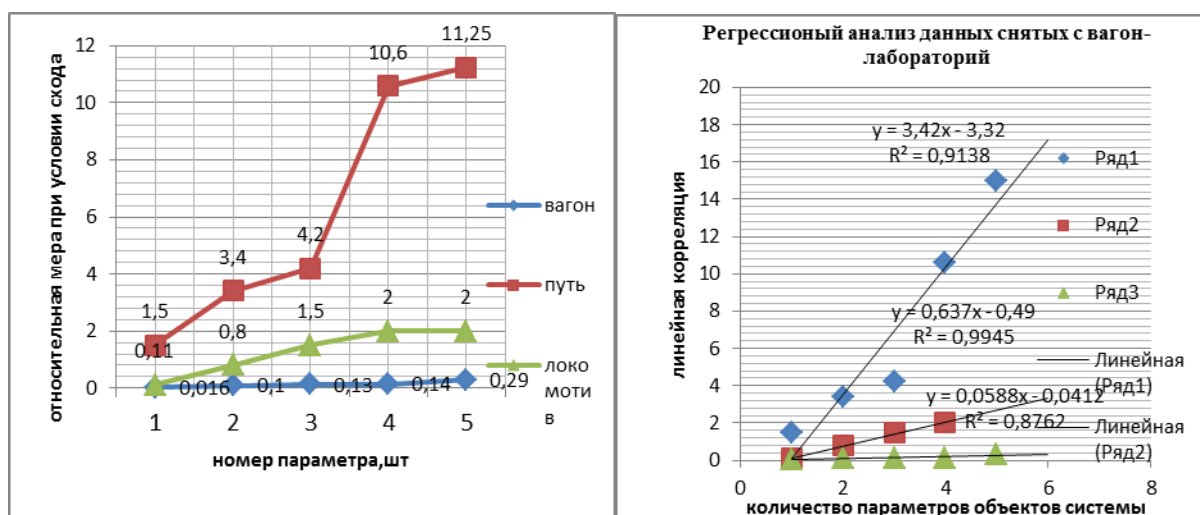 относительная мера при условии схода
12
10
8
6
4
2
0
1,5
3,4
4,2
10,6
11,25
0,11
0,8
1,5
2
2
0,016
0,1
0,13
0,14
0,29
1
2
3
4
5
номер параметра,шт
вагон
путь
локо
моти
в
Регрессионый анализ данных снятых с вагон-
лабораторий
линейная корреляция
20
18
16
14
12
10
8
6
4
2
0
y = 3,42x - 3,32
R² = 0,9138
y = 0,637x - 0,49
R² = 0,9945
y = 0,0588x - 0,0412
R² = 0,8762
0
2
4
6
8
количество параметров объектов системы
Ряд1
Ряд2
Ряд3
Линейная
(Ряд1)
Линейная
(Ряд2)